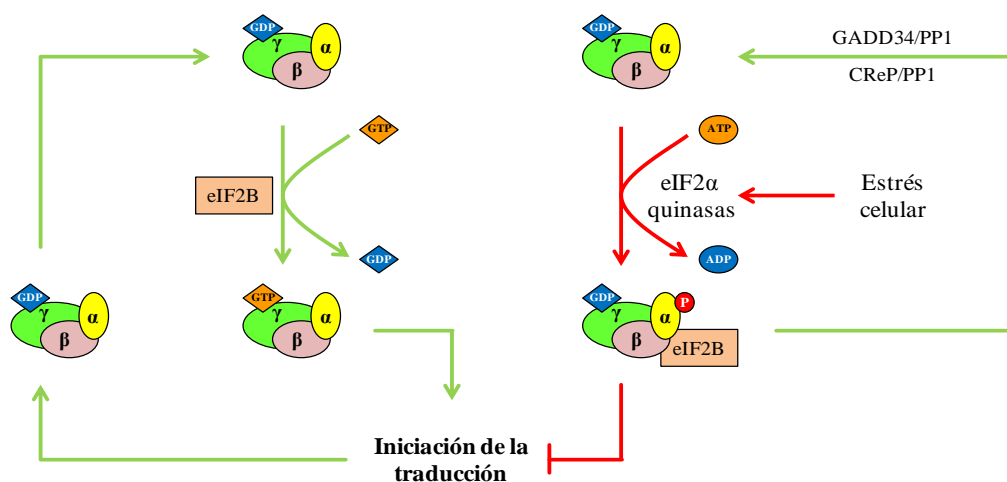 GDP
γ
α
β
GDP
γ
α
β
GADD34/PP1
CReP/PP1
GTP
ATP
eIF2B
eIF2α
quinasas
Estrés
celular
GDP
ADP
GDP
γ
α
β
GTP
γ
α
β
GDP
γ
α
P
β
eIF2B
Iniciación de la
traducción